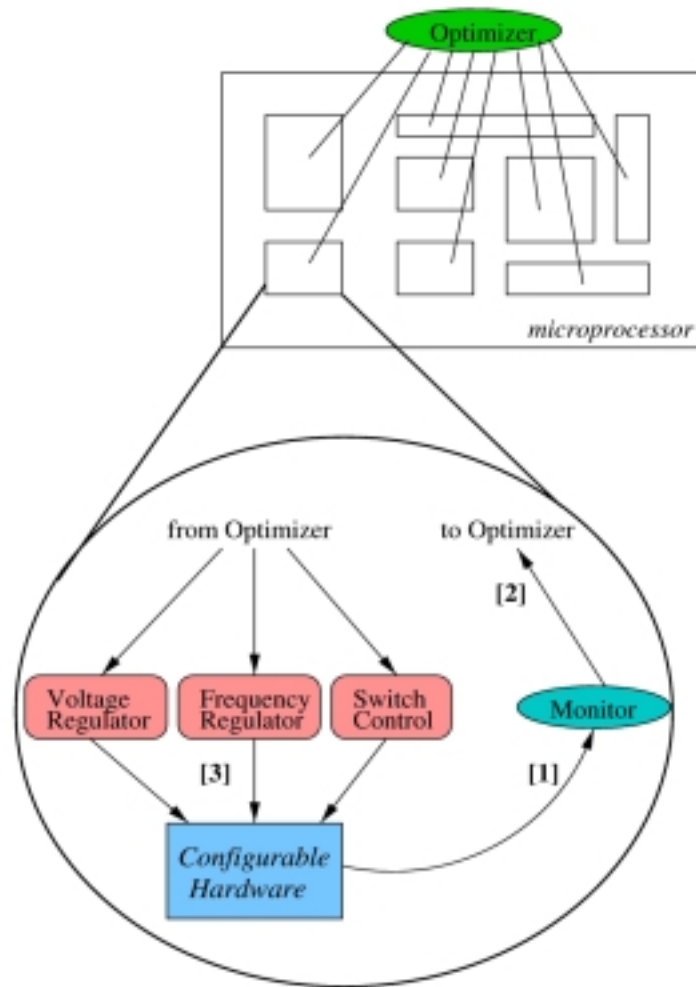 Optimizer
microprocessor
from Optimizer
to Optimizer
[2]
Voltage
Regulator
Frequency
Regulator
Switch
Control
Monitor
[3]
[1]
Configurable
Hardware